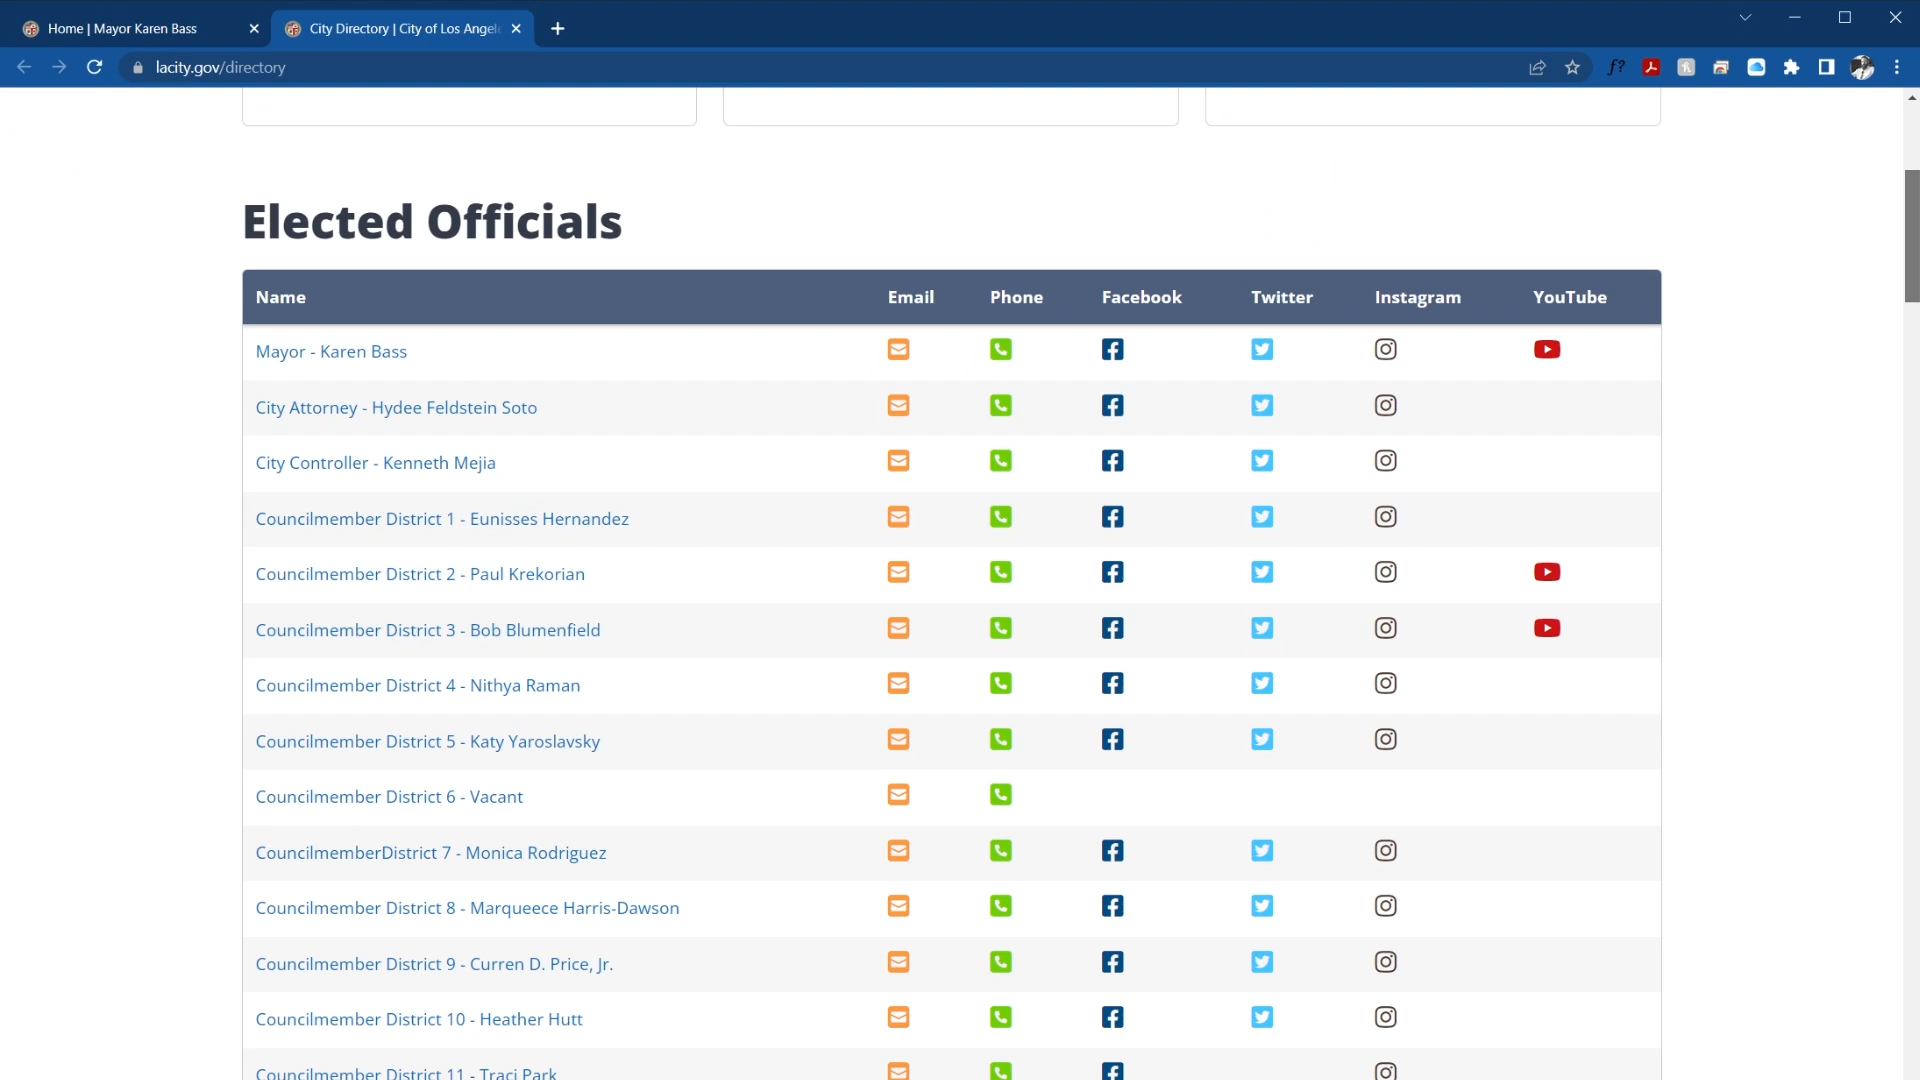 Home | Mayor Karen Bass
City Directory | City of Los Angele
lacity.gov/directory
f?
Elected Officials
Name Email Phone Facebook Twitter Instagram YouTube
Mayor - Karen Bass
City Attorney - Hydee Feldstein Soto
City Controller - Kenneth Mejia
Councilmember District 1 - Eunisses Hernandez
Councilmember District 2 - Paul Krekorian
Councilmember District 3 - Bob Blumenfield
Councilmember District 4 - Nithya Raman
Councilmember District 5 - Katy Yaroslavsky
Councilmember District 6 - Vacant
CouncilmemberDistrict 7 - Monica Rodriguez
Councilmember District 8 - Marqueece Harris-Dawson
Councilmember District 9 - Curren D. Price, Jr.
Councilmember District 10 - Heather Hutt
Councilmember District 11 - Traci Park